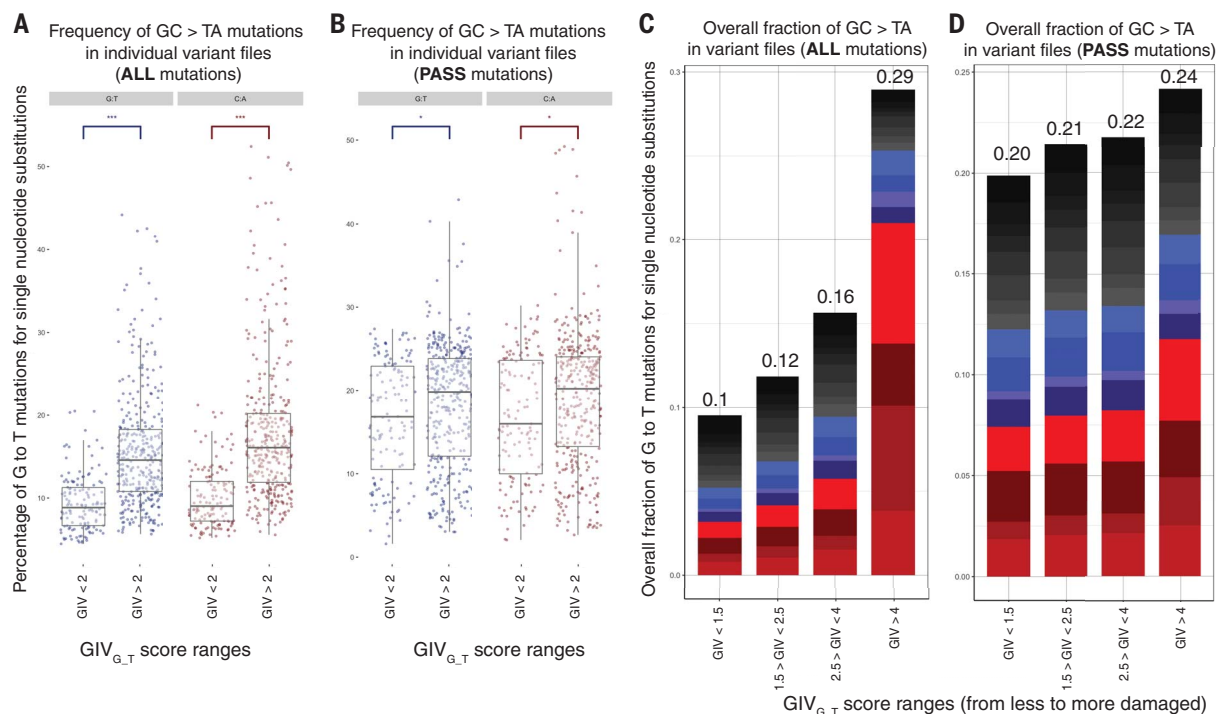 A
Frequency of GC > TA mutations
in individual variant files
(ALL mutations)
G:T
C:A
***
***
Percentage of G to T mutations for single nucleotide substitutions
50
40
30
20
10
GIV < 2
GIV > 2
GIV < 2
GIV > 2
B
Frequency of GC > TA mutations
in individual variant files
(PASS mutations)
G:T
C:A
*
*
50
40
30
20
10
0
GIV < 2
GIV > 2
GIV < 2
GIV > 2
GIVG_T score ranges
C
Overall fraction of GC > TA
in variant files (ALL mutations)
Overall fraction of G to T mutations for single nucleotide substitutions
0.3
0.2
0.1
0.0
0.1
0.12
0.16
0.29
GIV < 1.5
1.5 > GIV < 2.5
2.5 > GIV < 4
GIV > 4
D
Overall fraction of GC > TA
in variant files (PASS mutations)
0.25
0.20
0.15
0.10
0.05
0.00
0.20
0.21
0.22
0.24
GIV < 1.5
1.5 > GIV < 2.5
2.5 > GIV < 4
GIV > 4
GIVG_T score ranges (from less to more damaged)